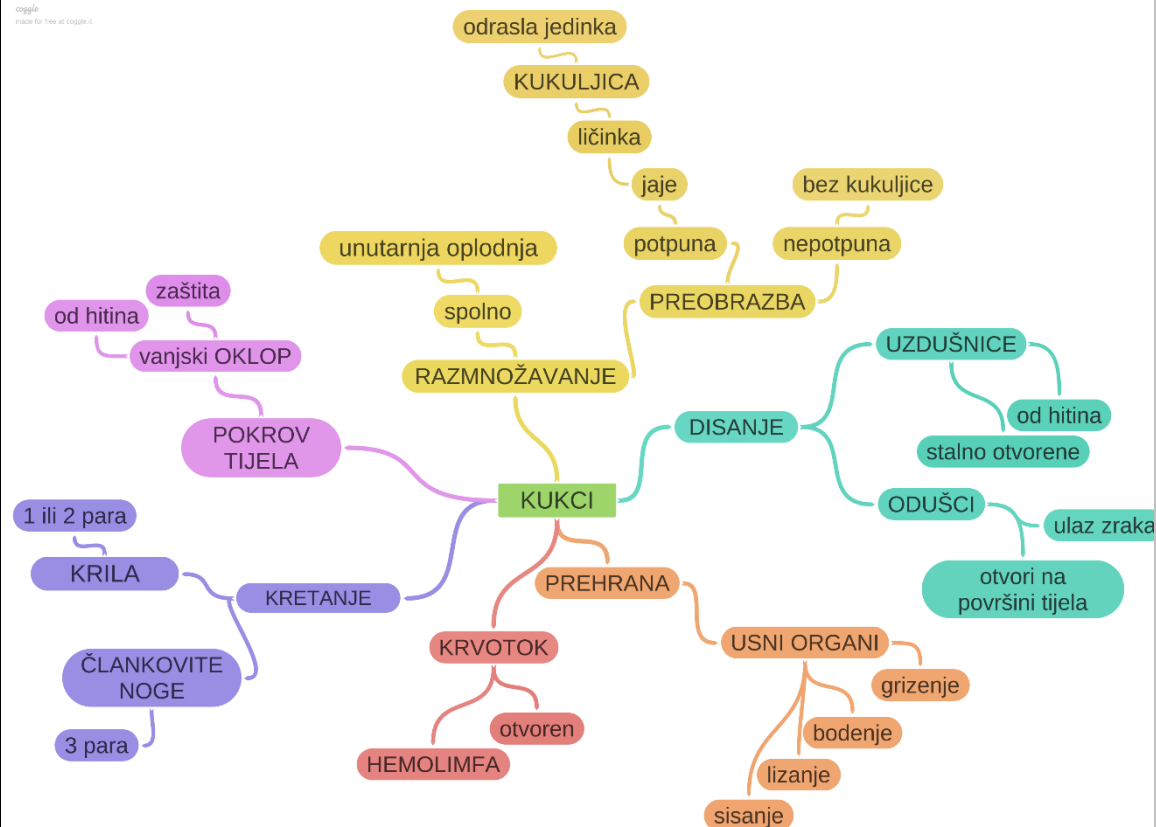 coggle
made for free at coggle.it
odrasla jedinka
KUKULJICA
ličinka
jaje
potpuna
bez kukuljice
nepotpuna
PREOBRAZBA
unutarnja oplodnja
spolno
RAZMNOŽAVANJE
zaštita
od hitina
vanjski OKLOP
POKROV
TIJELA
UZDUŠNICE
od hitina
stalno otvorene
DISANJE
ODUŠCI
ulaz zraka
otvori na
površini tijela
KUKCI
1 ili 2 para
KRILA
KRETANJE
ČLANKOVITE
NOGE
3 para
PREHRANA
USNI ORGANI
grizenje
bodenje
lizanje
sisanje
KRVOTOK
otvoren
HEMOLIMFA